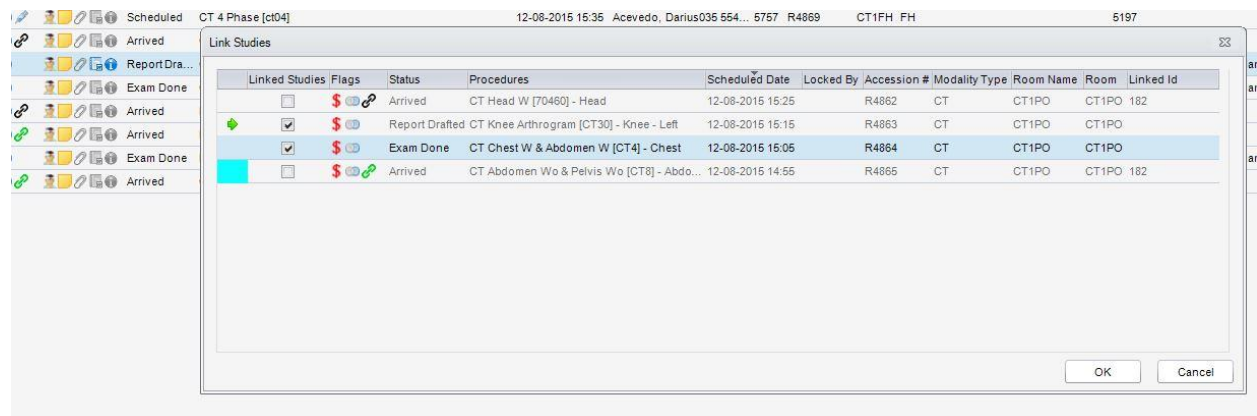 Scheduled CT 4 Phase [ct04] 12-08-2015 15:35 Acevedo, Darius035 554... 5757 R4869 CT1FH FH 5197
Arrived
Link Studies
Report Dra...
Exam Done
Arrived
Arrived
Exam Done
Arrived
Linked Studies Flags Status Procedures Scheduled Date Locked By Accession # Modality Type Room Name Room Linked Id
Arrived CT Head W [70460] - Head 12-08-2015 15:25 R4862 CT CT1PO CT1PO 182
Report Drafted CT Knee Arthrogram [CT30] - Knee - Left 12-08-2015 15:15 R4863 CT CT1PO CT1PO
Exam Done CT Chest W & Abdomen W [CT4] - Chest 12-08-2015 15:05 R4864 CT CT1PO CT1PO
Arrived CT Abdomen Wo & Pelvis Wo [CT8] - Abdo... 12-08-2015 14:55 R4865 CT CT1PO CT1PO 182
OK Cancel